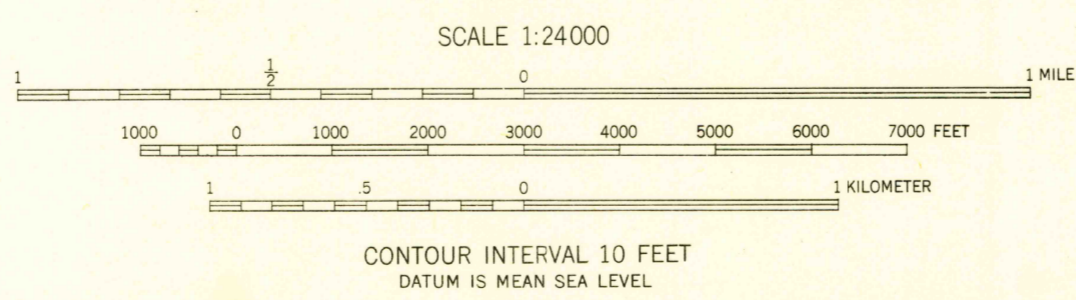 SCALE 1:24000
1 1/2 0 1 MILE
1000 0 1000 2000 3000 4000 5000 6000 7000 FEET
1 .5 0 1 KILOMETER
CONTOUR INTERVAL 10 FEET
DATUM IS MEAN SEA LEVEL